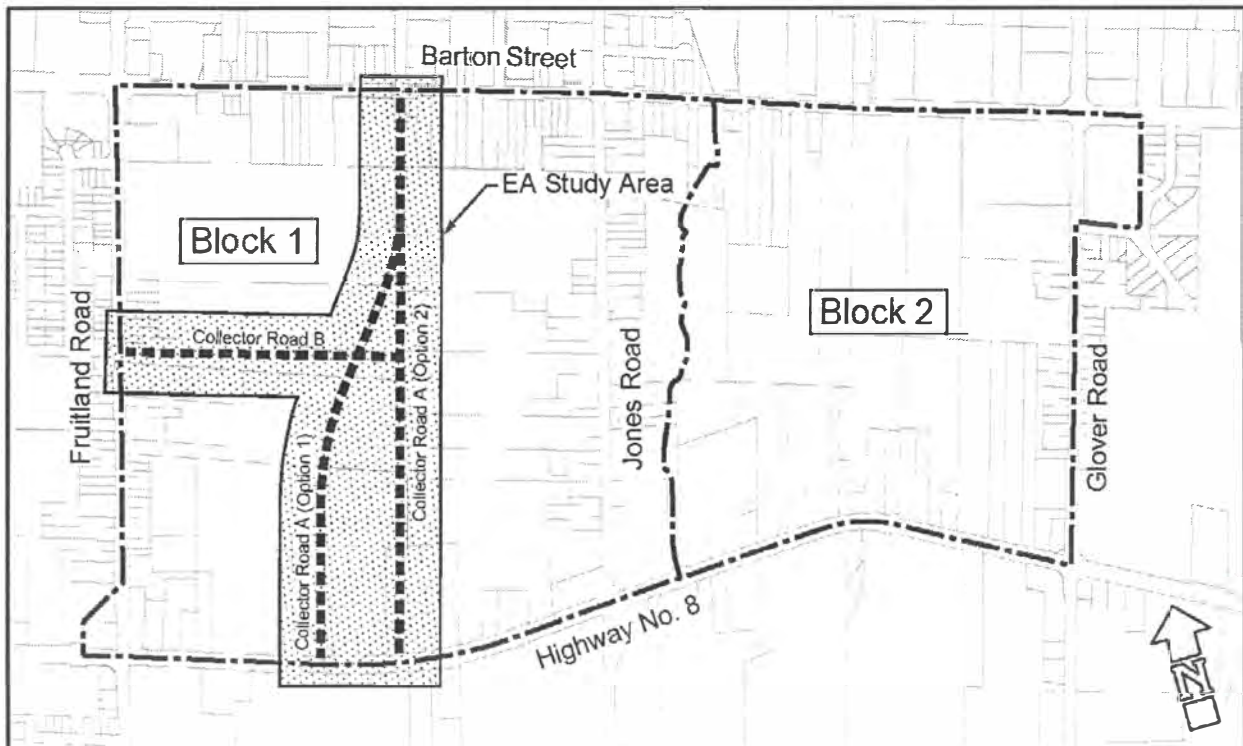 Barton Street
EA Study Area
Block 1
Block 2
Fruitland Road
Collector Road B
Collector Road A (Option 1)
Collector Road A (Option 2)
Jones Road
Glover Road
Highway No. 8
N